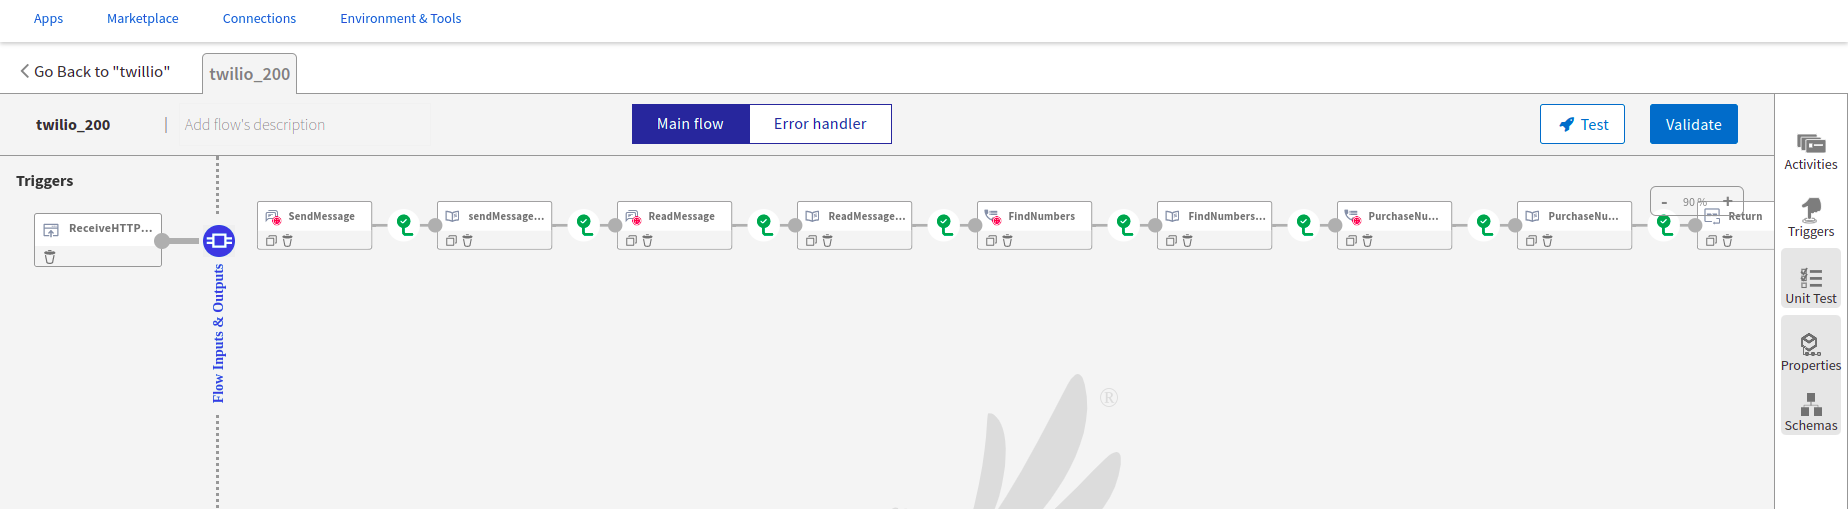 Apps Marketplace Connections Environment & Tools
Go Back to "twillio" twilio_200
twilio_200 Add flow's description Main flow Error handler Test Validate
Triggers
ReceiveHTTP...
Flow Inputs & Outputs
SendMessage sendMessage... ReadMessage ReadMessage... FindNumbers FindNumbers... PurchaseNu... PurchaseNu... Return
- 90 % +
®
Activities
Triggers
Unit Test
Properties
Schemas